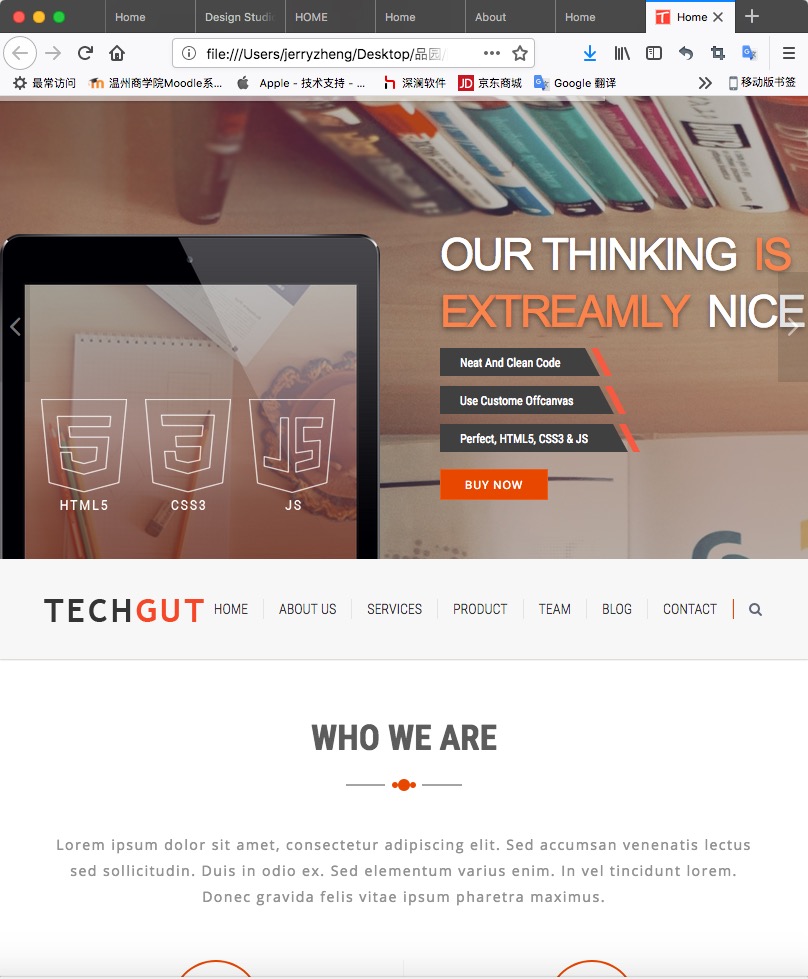 Home
Design Studi
HOME
Home
About
Home
Home
file:///Users/jerryzheng/Desktop/品园/
最常访问
温州商学院Moodle系...
Apple - 技术支持 - ...
深澜软件
JD 京东商城
Google 翻译
移动版书签
OUR THINKING IS
EXTREAMLY NICE
Neat And Clean Code
Use Custome Offcanvas
Perfect, HTML5, CSS3 & JS
BUY NOW
HTML5
CSS3
JS
TECHGUT
HOME
ABOUT US
SERVICES
PRODUCT
TEAM
BLOG
CONTACT
WHO WE ARE
Lorem ipsum dolor sit amet, consectetur adipiscing elit. Sed accumsan venenatis lectus
sed sollicitudin. Duis in odio ex. Sed elementum varius enim. In vel tincidunt lorem.
Donec gravida felis vitae ipsum pharetra maximus.